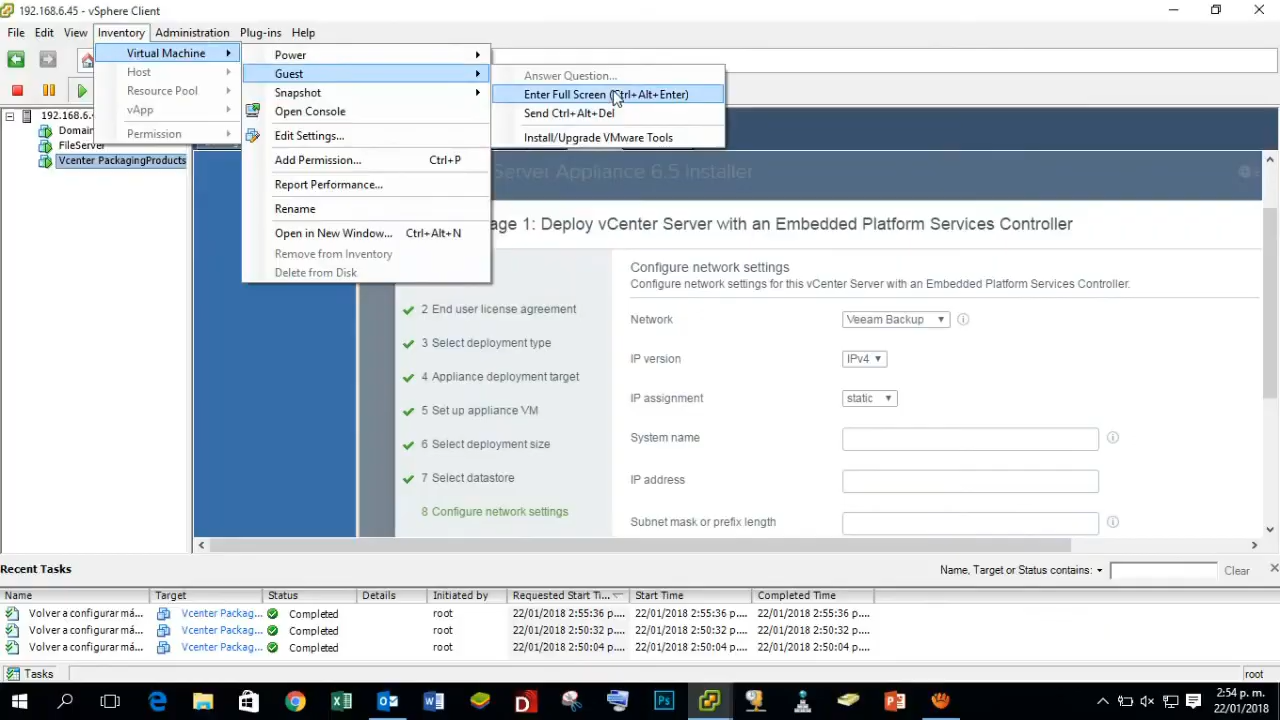 192.168.6.45 - vSphere Client
File Edit View Inventory Administration Plug-ins Help
Virtual Machine
Host
Resource Pool
vApp
Permission
Power
Guest
Snapshot
Open Console
Edit Settings...
Add Permission... Ctrl+P
Report Performance...
Rename
Open in New Window... Ctrl+Alt+N
Remove from Inventory
Delete from Disk
Answer Question...
Enter Full Screen (Ctrl+Alt+Enter)
Send Ctrl+Alt+Del
Install/Upgrade VMware Tools
192.168.6.4
Domain
FileServer
Vcenter PackagingProducts
Server Appliance 6.5 Installer
age 1: Deploy vCenter Server with an Embedded Platform Services Controller
2 End user license agreement
3 Select deployment type
4 Appliance deployment target
5 Set up appliance VM
6 Select deployment size
7 Select datastore
8 Configure network settings
Configure network settings
Configure network settings for this vCenter Server with an Embedded Platform Services Controller.
Network Veeam Backup
IP version IPv4
IP assignment static
System name
IP address
Subnet mask or prefix length
Recent Tasks Name, Target or Status contains: Clear
Name Target Status Details Initiated by Requested Start Ti... Start Time Completed Time
Volver a configurar má... Vcenter Packag... Completed root 22/01/2018 2:55:36 p.... 22/01/2018 2:55:36 p.... 22/01/2018 2:55:36 p....
Volver a configurar má... Vcenter Packag... Completed root 22/01/2018 2:50:32 p.... 22/01/2018 2:50:32 p.... 22/01/2018 2:50:32 p....
Volver a configurar má... Vcenter Packag... Completed root 22/01/2018 2:50:04 p.... 22/01/2018 2:50:04 p.... 22/01/2018 2:50:04 p....
Tasks root
2:54 p. m.
22/01/2018